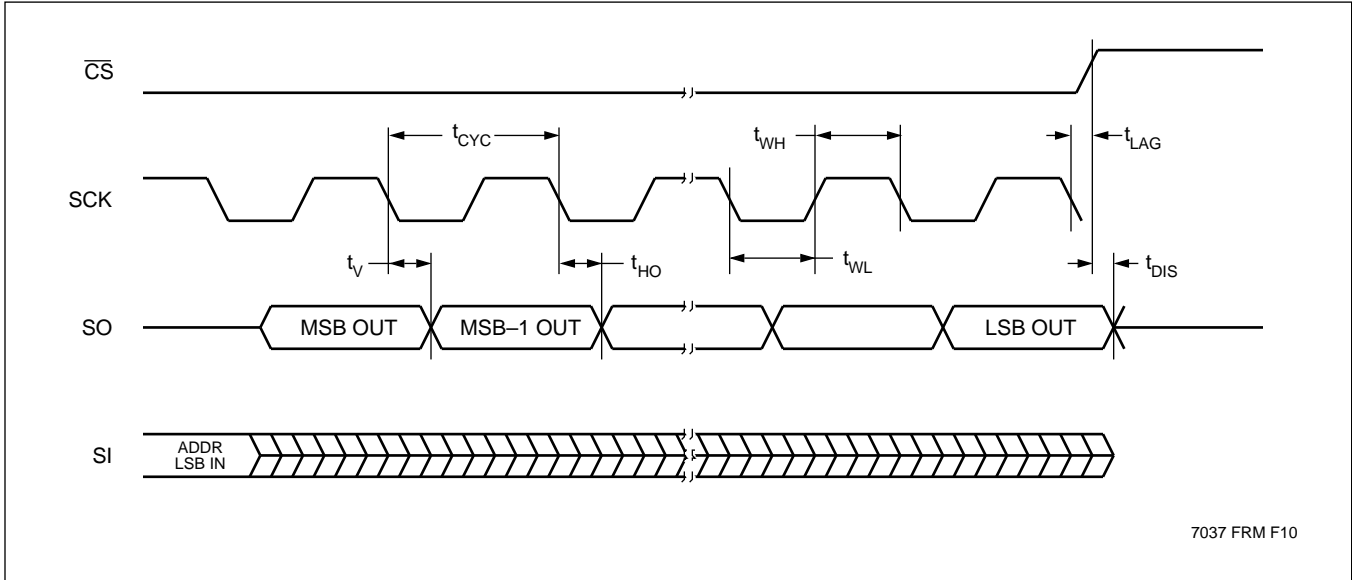 CS
tCYC
tWH
tLAG
SCK
tV
tHO
tWL
tDIS
SO
MSB OUT
MSB–1 OUT
LSB OUT
SI
ADDR
LSB IN
7037 FRM F10